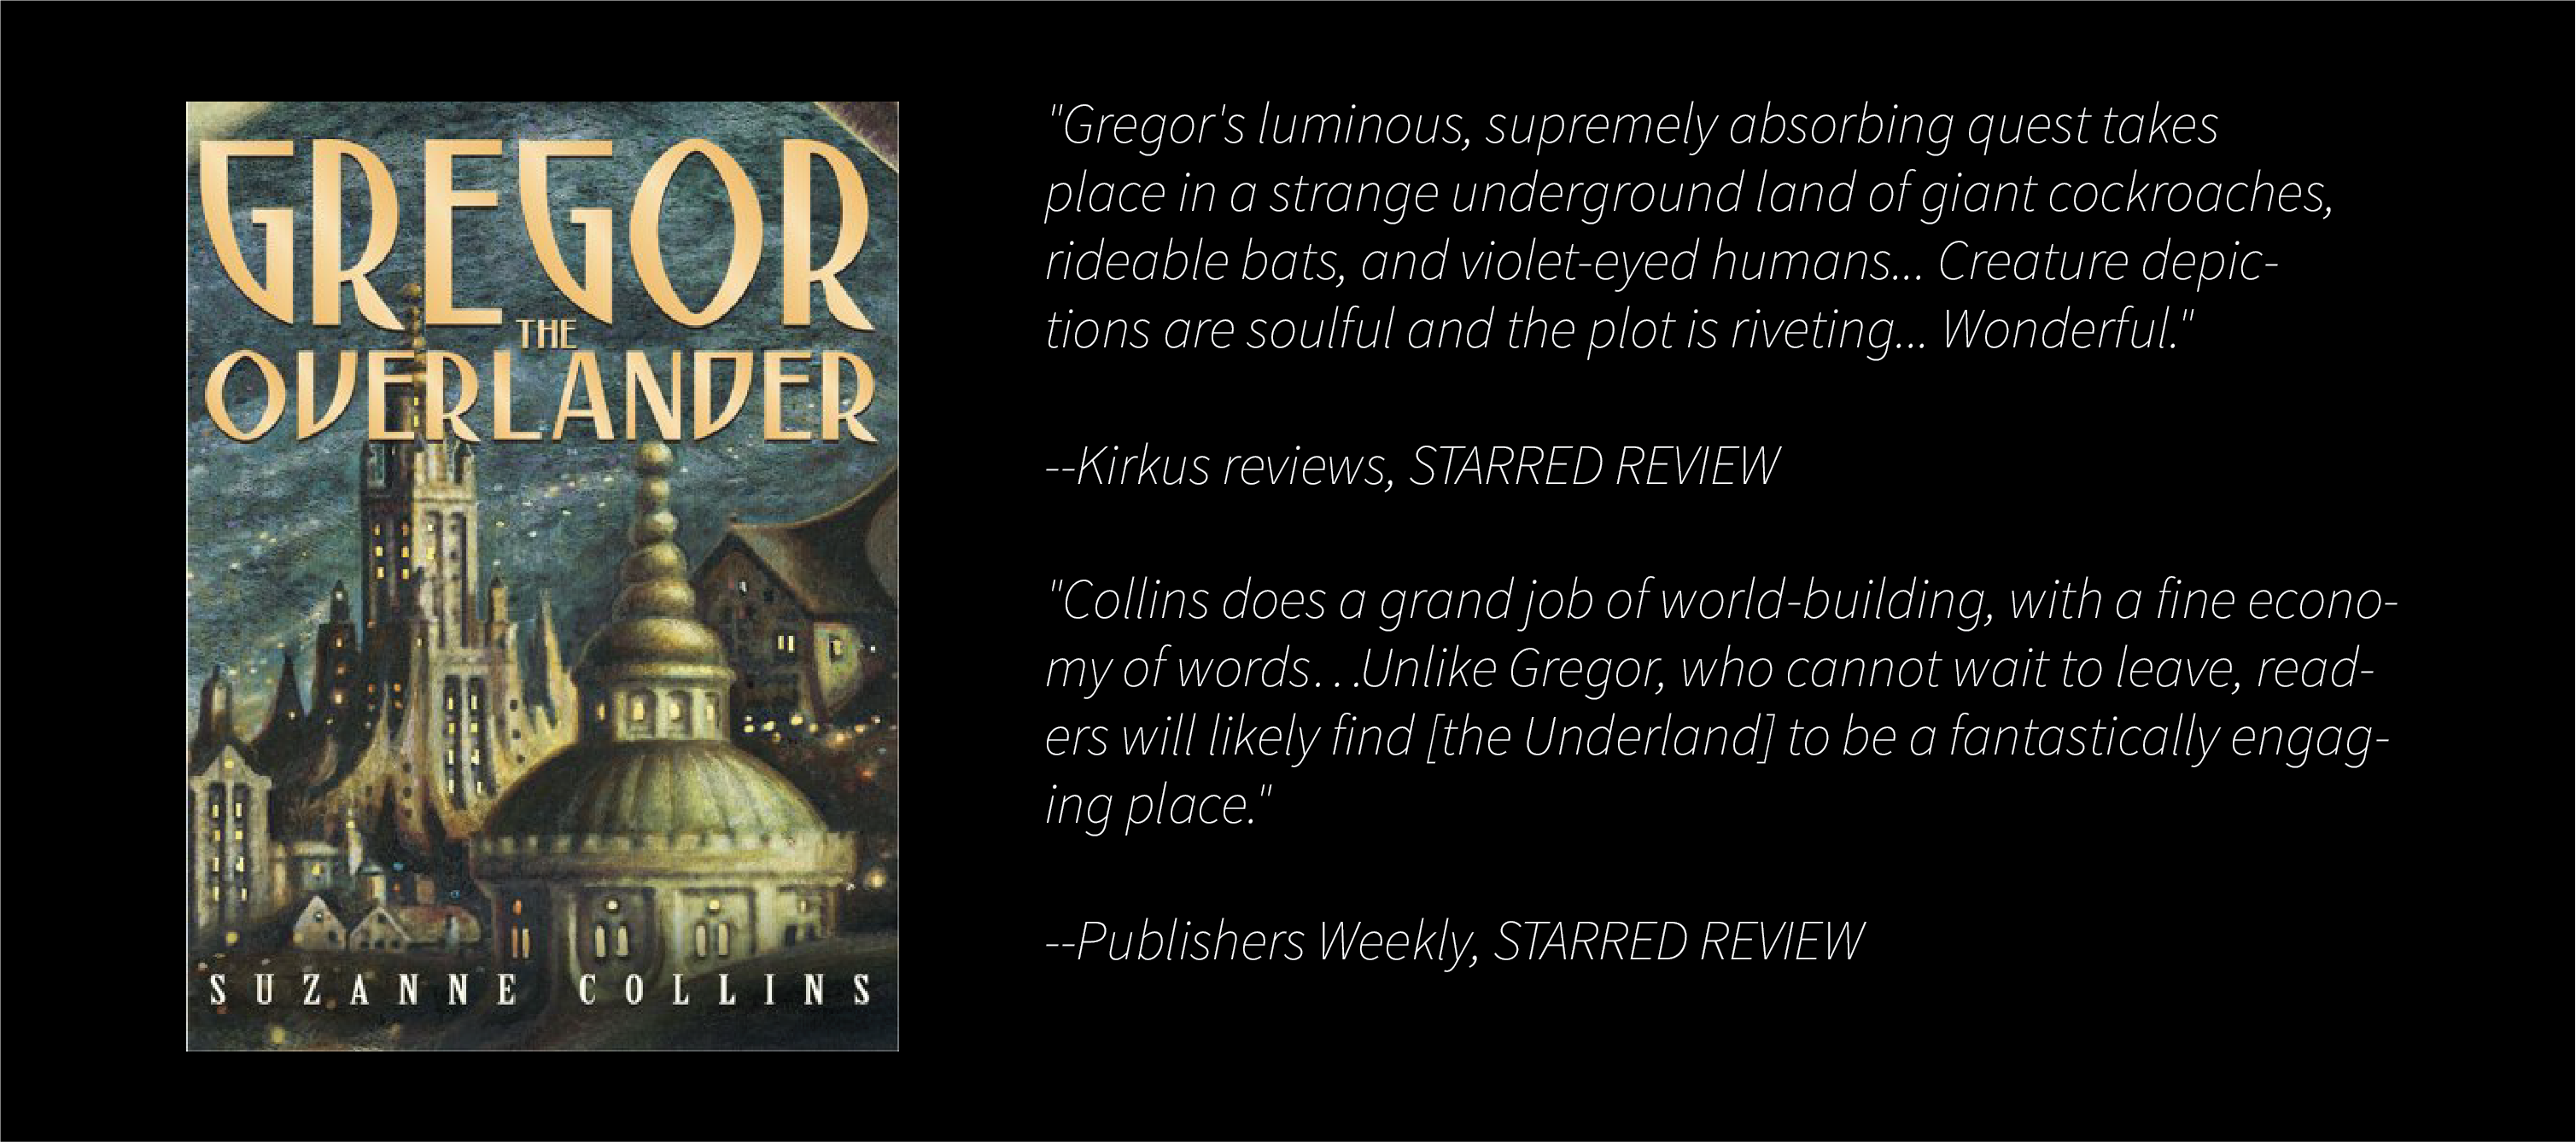 GREGOR
THE
OVERLANDER
SUZANNE COLLINS
"Gregor's luminous, supremely absorbing quest takes
place in a strange underground land of giant cockroaches,
rideable bats, and violet-eyed humans... Creature depic-
tions are soulful and the plot is riveting... Wonderful."
--Kirkus reviews, STARRED REVIEW
"Collins does a grand job of world-building, with a fine econo-
my of words. . .Unlike Gregor, who cannot wait to leave, read-
ers will likely find [the Underland] to be a fantastically engag-
ing place."
--Publishers Weekly, STARRED REVIEW